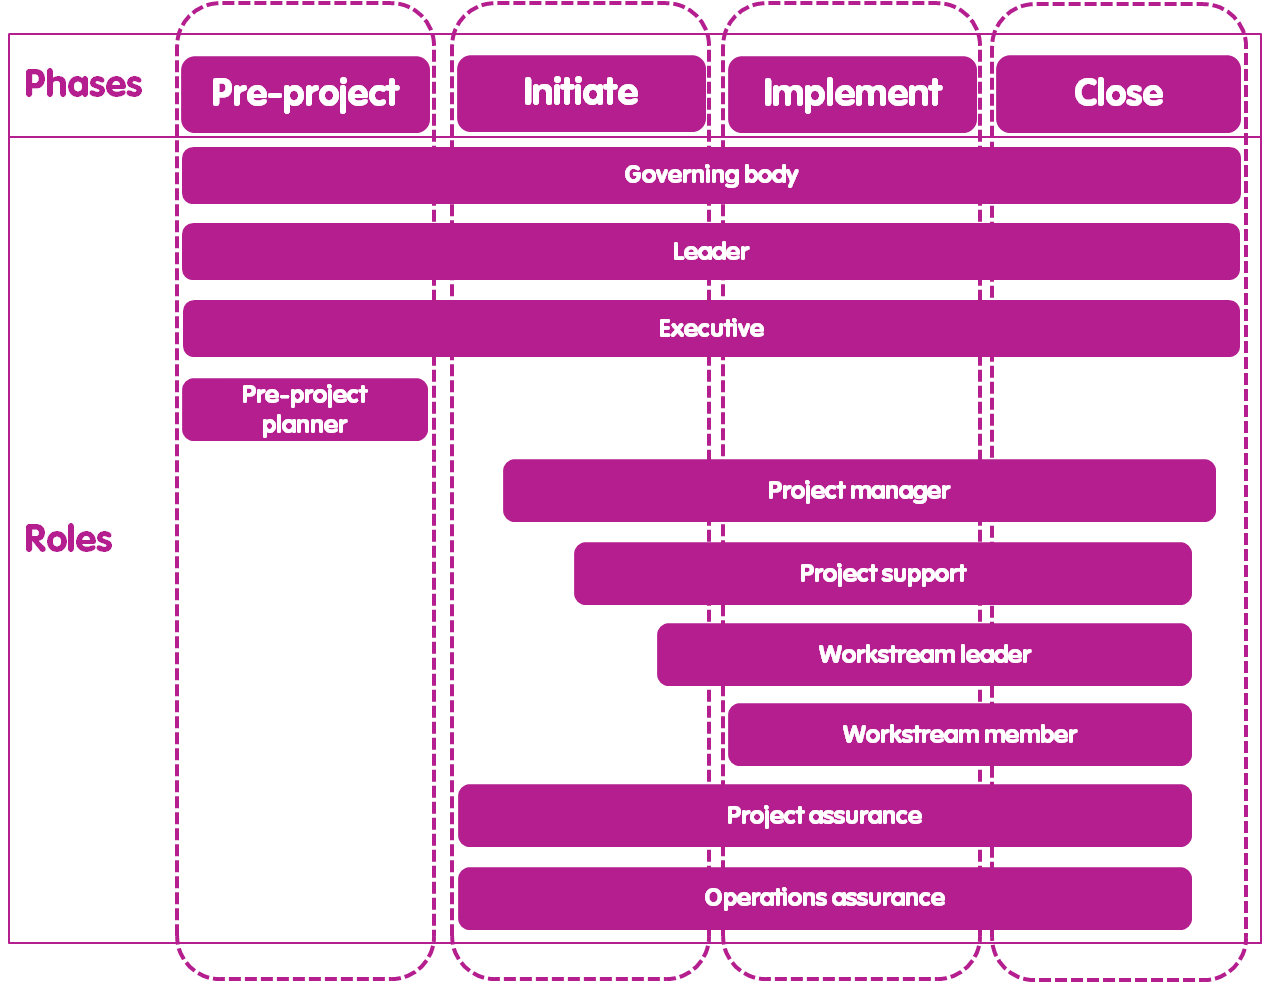 Phases
Pre-project
Initiate
Implement
Close
Governing body
Leader
Executive
Pre-project
planner
Project manager
Roles
Project support
Workstream leader
Workstream member
Project assurance
Operations assurance